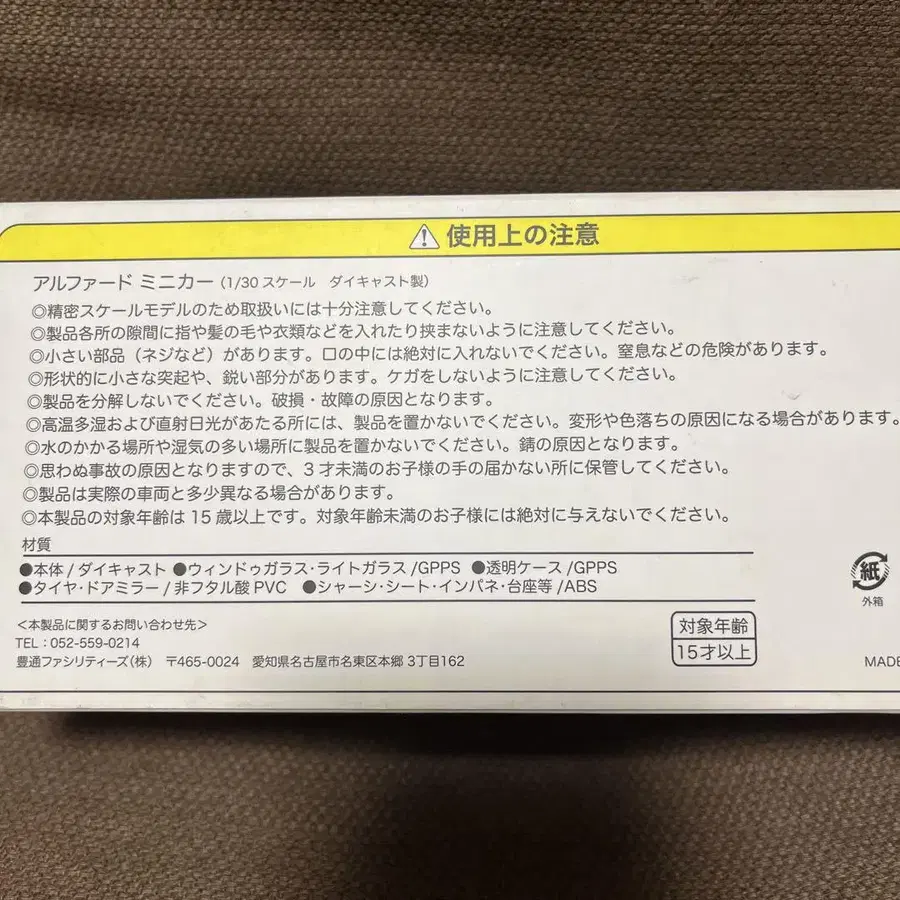 使用上の注意
アルファード ミニカー（1/30 スケール　ダイキャスト製）
◎精密スケールモデルのため取扱いには十分注意してください。
◎製品各所の隙間に指や髪の毛や衣類などを入れたり挟まないように注意してください。
◎小さい部品（ネジなど）があります。口の中には絶対に入れないでください。窒息などの危険があります。
◎形状的に小さな突起や、鋭い部分があります。ケガをしないように注意してください。
◎製品を分解しないでください。破損・故障の原因となります。
◎高温多湿および直射日光があたる所には、製品を置かないでください。変形や色落ちの原因になる場合があります。
◎水のかかる場所や湿気の多い場所に製品を置かないでください。錆の原因となります。
◎思わぬ事故の原因となりますので、3 才未満のお子様の手の届かない所に保管してください。
◎製品は実際の車両と多少異なる場合があります。
◎本製品の対象年齢は 15 歳以上です。対象年齢未満のお子様には絶対に与えないでください。
材質
●本体 / ダイキャスト ●ウィンドゥガラス・ライトガラス /GPPS ●透明ケース /GPPS
●タイヤ・ドアミラー / 非フタル酸 PVC ●シャーシ・シート・インパネ・台座等 /ABS
紙
外箱
＜本製品に関するお問い合わせ先＞
TEL：052-559-0214
豊通ファシリティーズ（株） 〒465-0024 愛知県名古屋市名東区本郷 3丁目162
対象年齢
15才以上
MADE